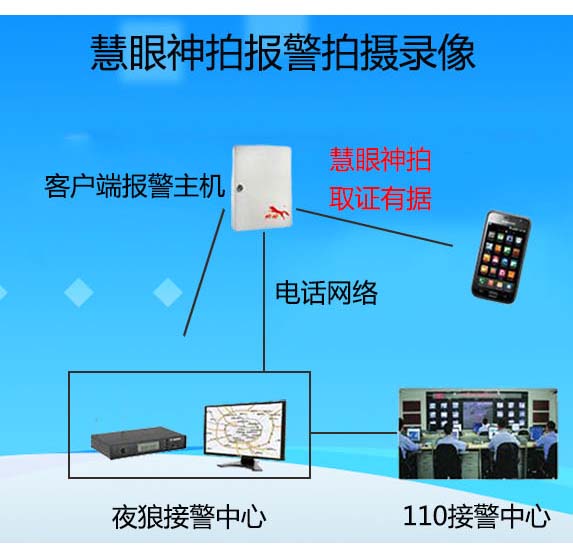 慧眼神拍报警拍摄录像
慧眼神拍
取证有据
客户端报警主机
电话网络
夜狼接警中心
110接警中心